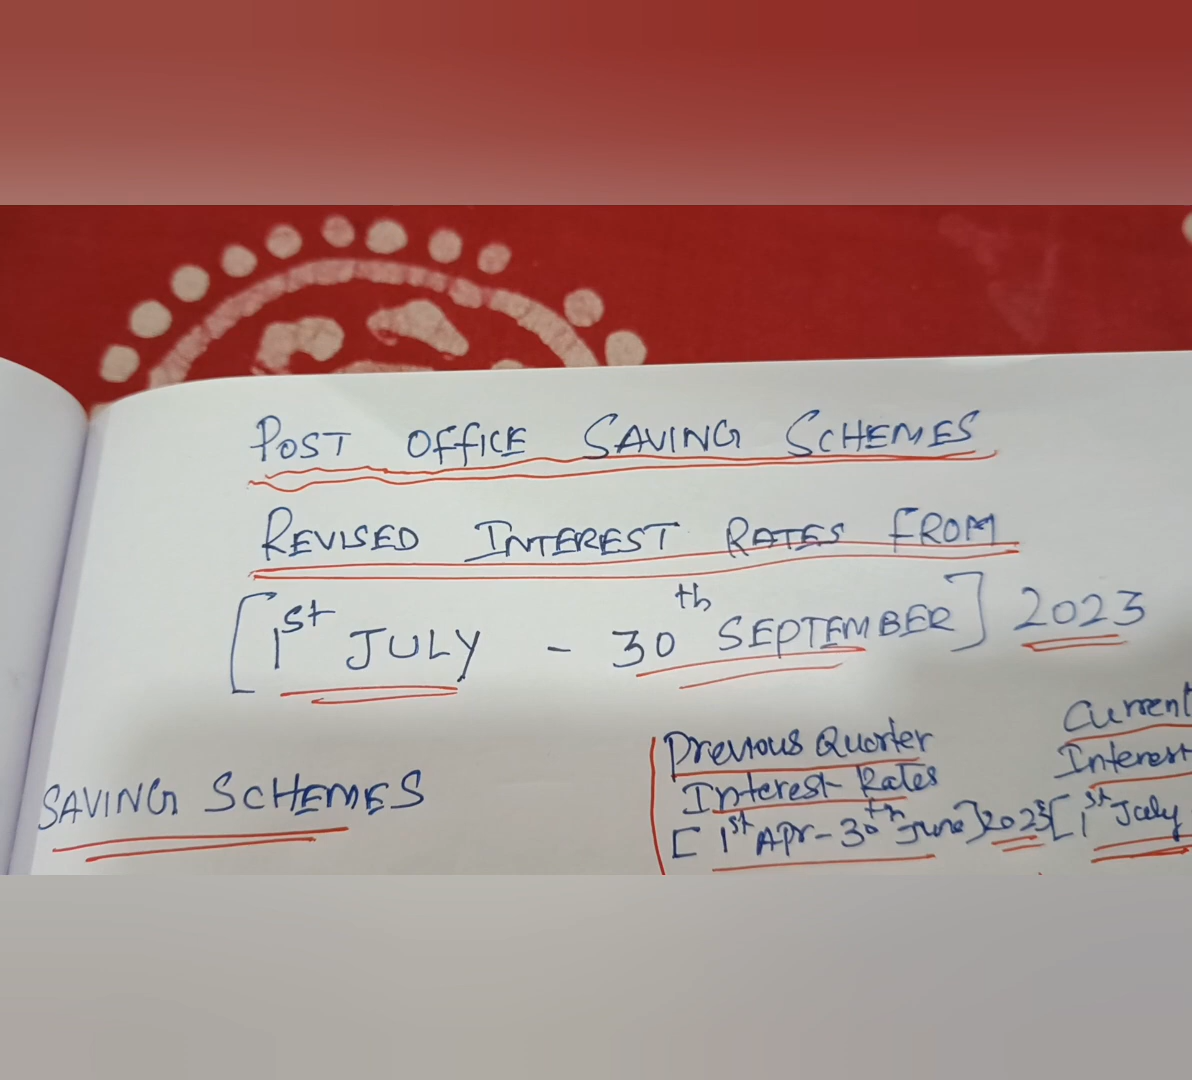 POST OFFICE SAVING SCHEMES
REVISED INTEREST RATES FROM
[1st JULY - 30th SEPTEMBER] 2023
SAVING SCHEMES
Previous Quarter
Interest Rates
[1st Apr - 30th June] 2023
Current
Interest
[1st July